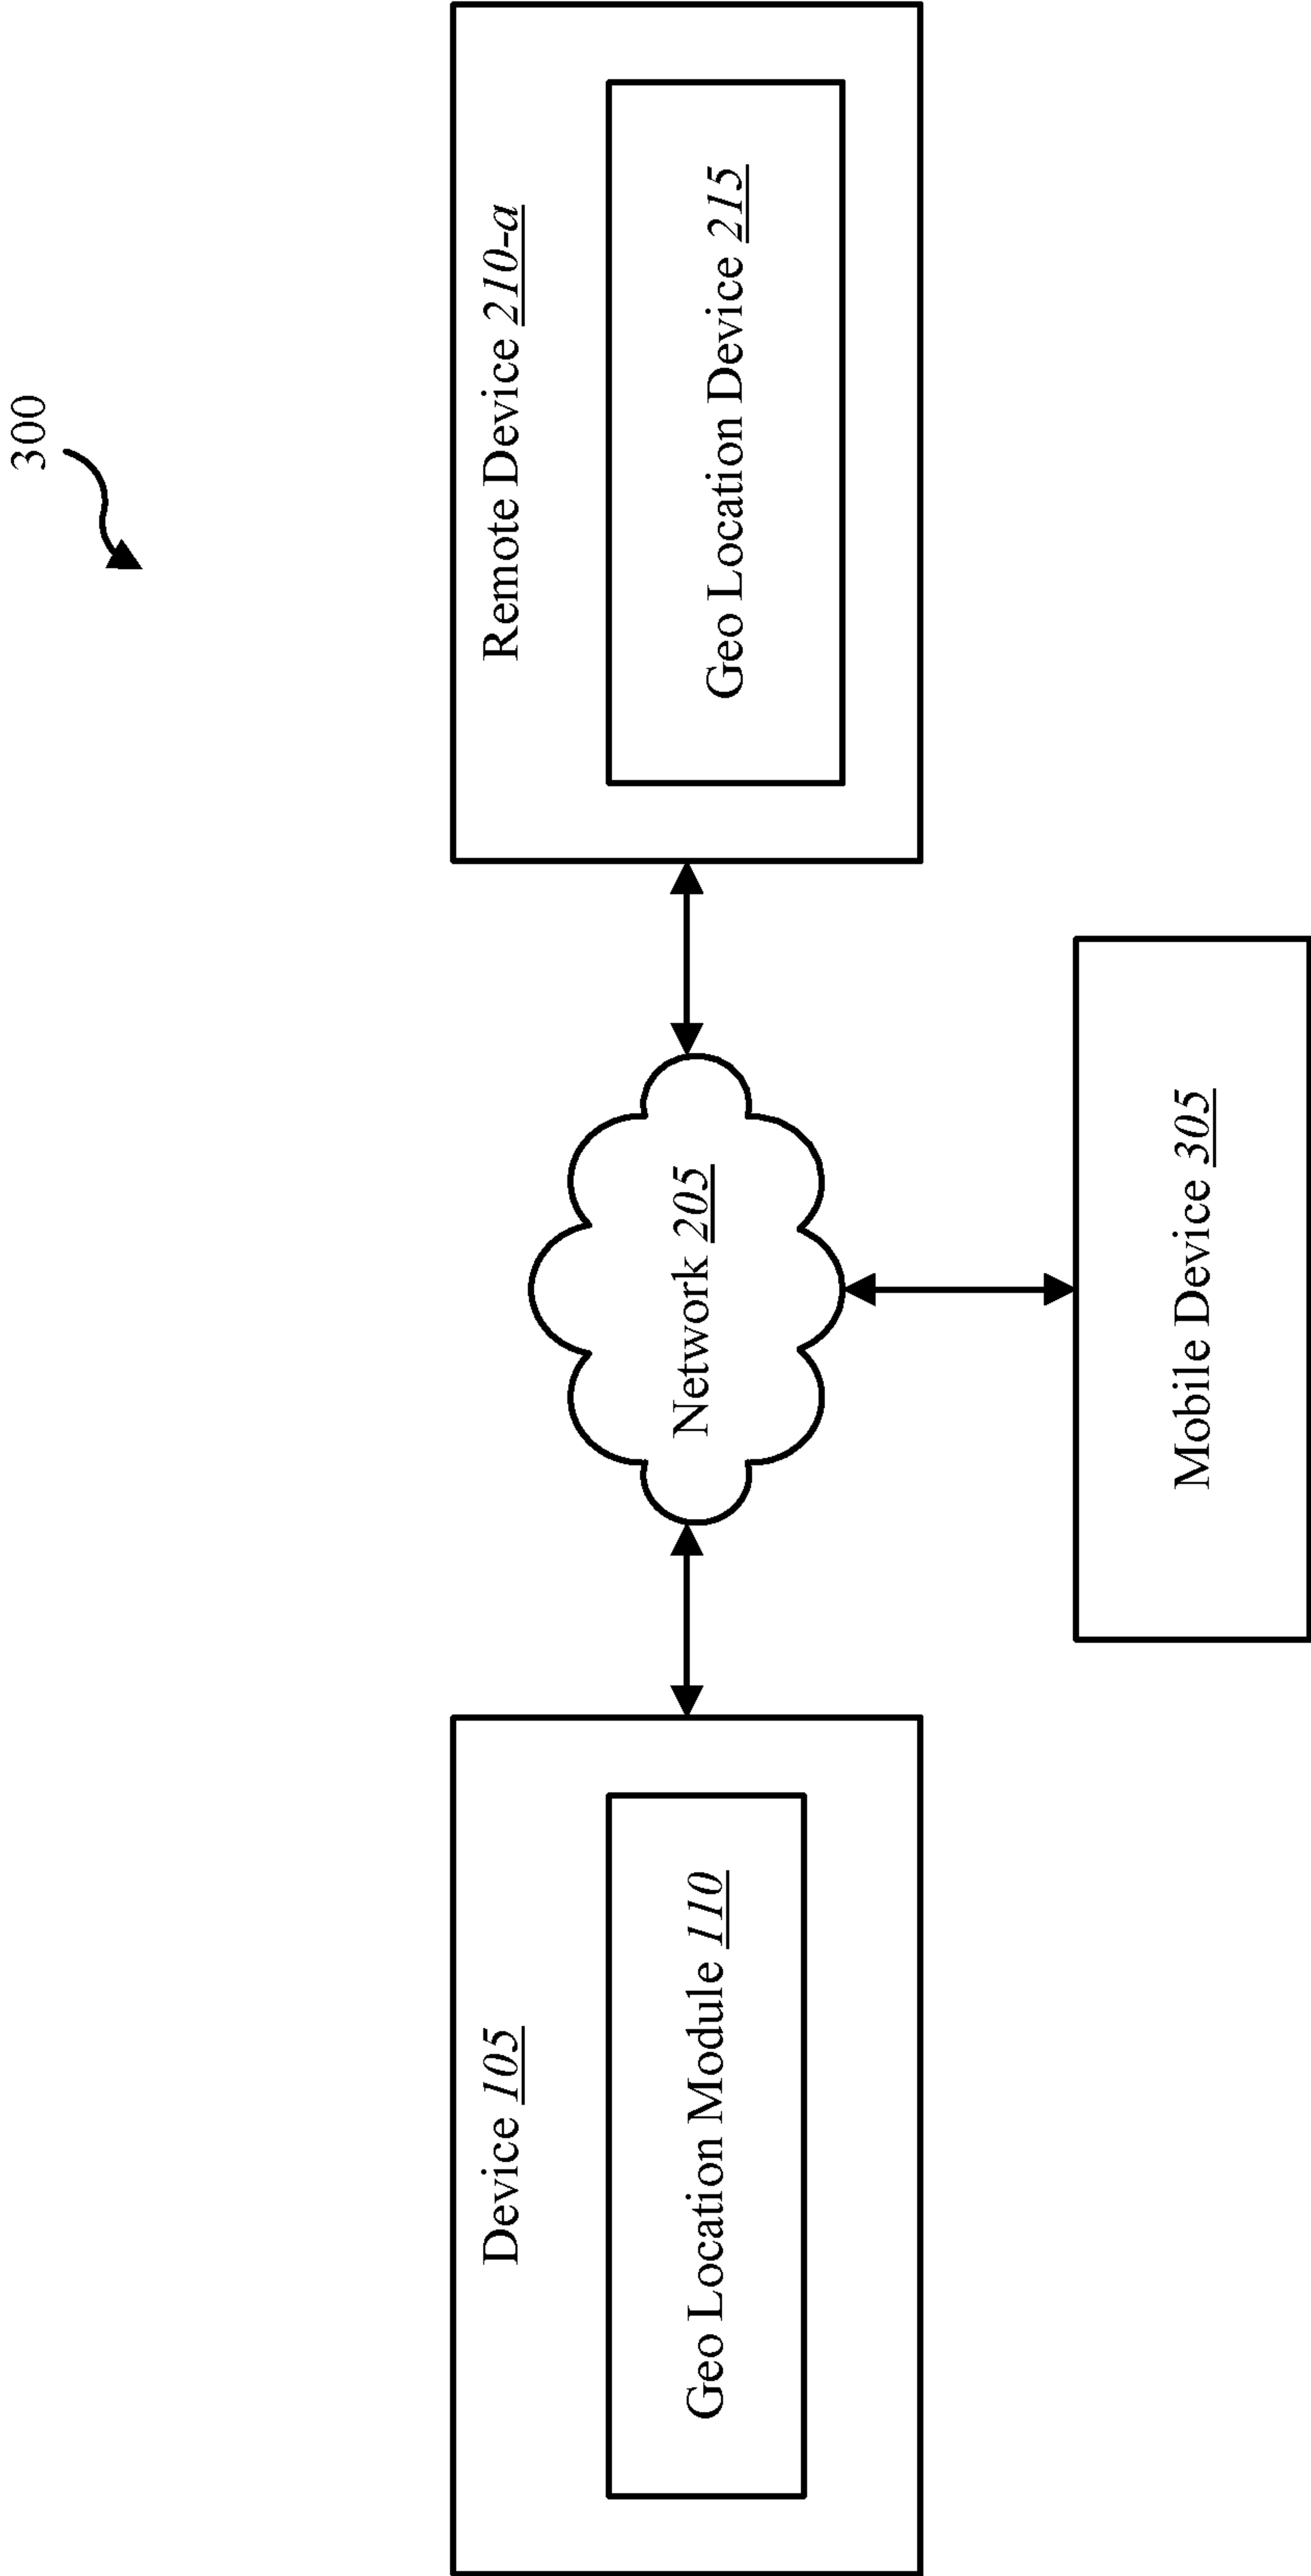 300
Device 105
Geo Location Module 110
Network 205
Remote Device 210-a
Geo Location Device 215
Mobile Device 305